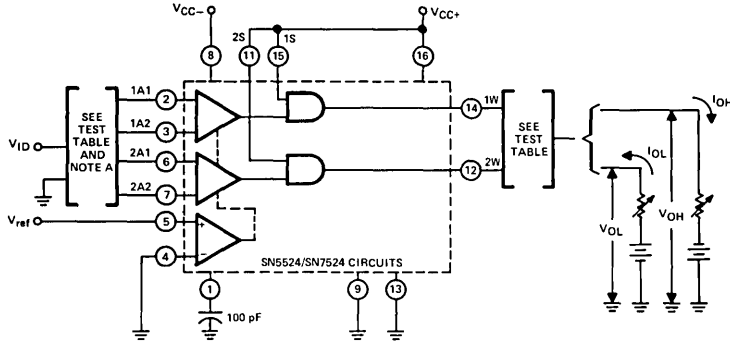 VCC−
VCC+
2S
1S
8
11
15
16
SEE
TEST
TABLE
AND
NOTE A
VID
1A1
2
1A2
3
2A1
6
2A2
7
Vref
5
+
4
−
14
1W
12
2W
SEE
TEST
TABLE
IOH
IOL
VOL
VOH
SN5524/SN7524 CIRCUITS
1
9
13
100 pF